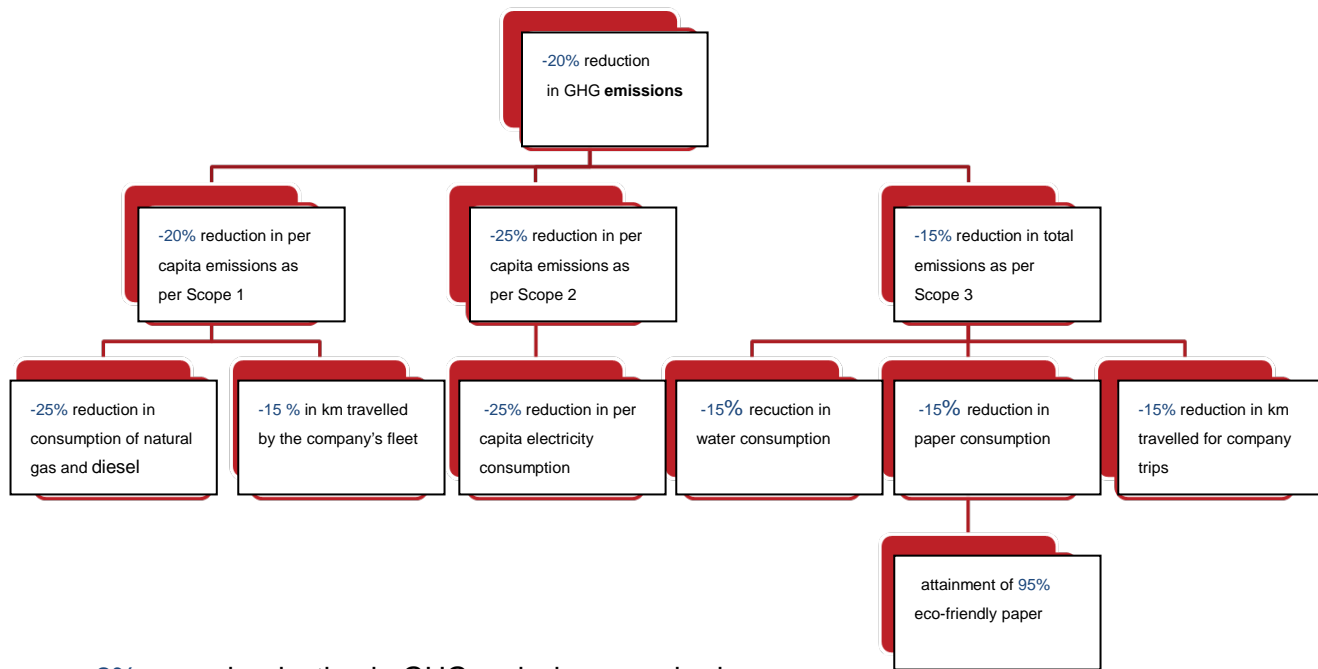 -20% reduction
in GHG emissions
-20% reduction in per
capita emissions as
per Scope 1
-25% reduction in per
capita emissions as
per Scope 2
-15% reduction in total
emissions as per
Scope 3
-25% reduction in
consumption of natural
gas and diesel
-15 % in km travelled
by the company's fleet
-25% reduction in per
capita electricity
consumption
-15% recuction in
water consumption
-15% reduction in
paper consumption
-15% reduction in km
travelled for company
trips
attainment of 95%
eco-friendly paper
in GHG